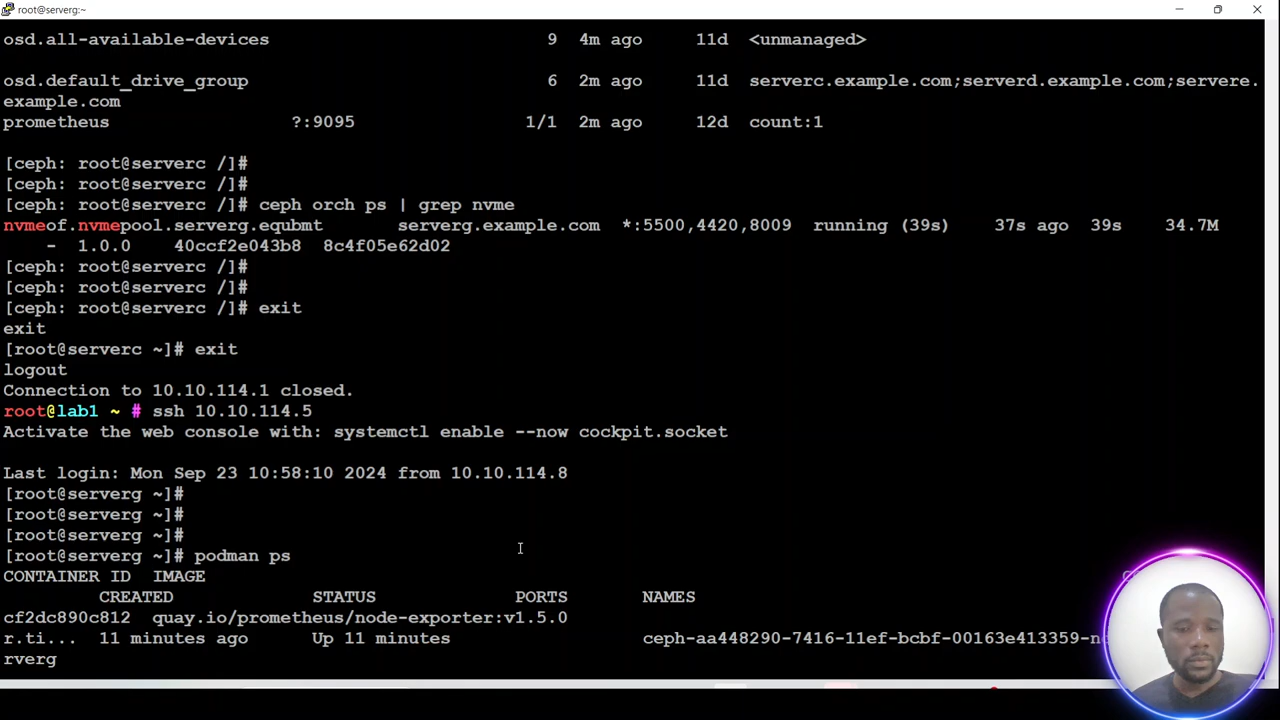 root@serverg:~
osd.all-available-devices 9 4m ago 11d <unmanaged>
osd.default_drive_group 6 2m ago 11d serverc.example.com;serverd.example.com;servere.
example.com
prometheus ?:9095 1/1 2m ago 12d count:1
[ceph: root@serverc /]#
[ceph: root@serverc /]#
[ceph: root@serverc /]# ceph orch ps | grep nvme
nvmeof.nvmepool.serverg.equbmt serverg.example.com *:5500,4420,8009 running (39s) 37s ago 39s 34.7M
- 1.0.0 40ccf2e043b8 8c4f05e62d02
[ceph: root@serverc /]#
[ceph: root@serverc /]#
[ceph: root@serverc /]# exit
exit
[root@serverc ~]# exit
logout
Connection to 10.10.114.1 closed.
root@lab1 ~ # ssh 10.10.114.5
Activate the web console with: systemctl enable --now cockpit.socket
Last login: Mon Sep 23 10:58:10 2024 from 10.10.114.8
[root@serverg ~]#
[root@serverg ~]#
[root@serverg ~]#
[root@serverg ~]# podman ps
CONTAINER ID IMAGE
CREATED STATUS PORTS NAMES
cf2dc890c812 quay.io/prometheus/node-exporter:v1.5.0
r.ti... 11 minutes ago Up 11 minutes ceph-aa448290-7416-11ef-bcbf-00163e413359-n
rverg